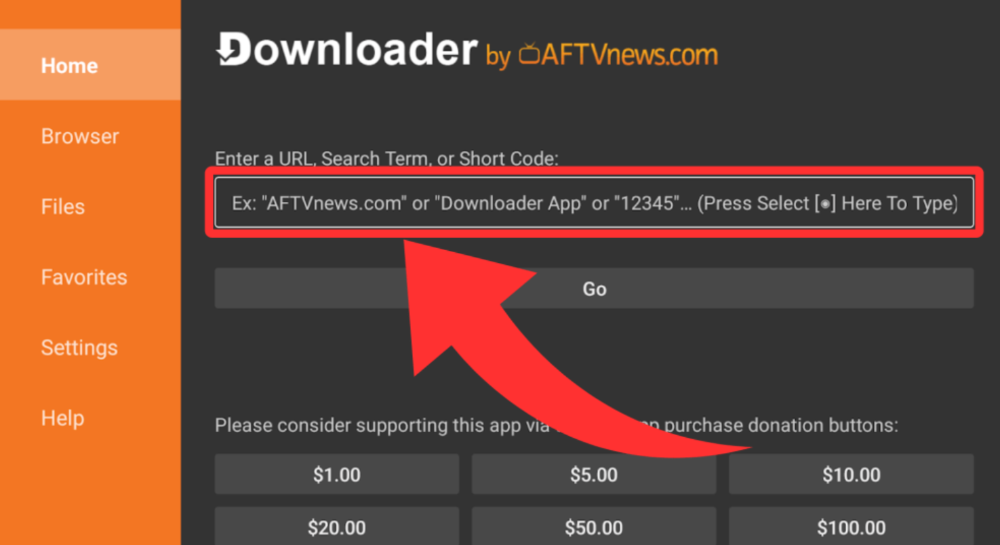 Downloader by AFTVnews.com
Home
Browser
Files
Favorites
Settings
Help
Enter a URL, Search Term, or Short Code:
Ex: "AFTVnews.com" or "Downloader App" or "12345"... (Press Select [◉] Here To Type)
Go
Please consider supporting this app via purchase donation buttons:
$1.00 $5.00 $10.00
$20.00 $50.00 $100.00